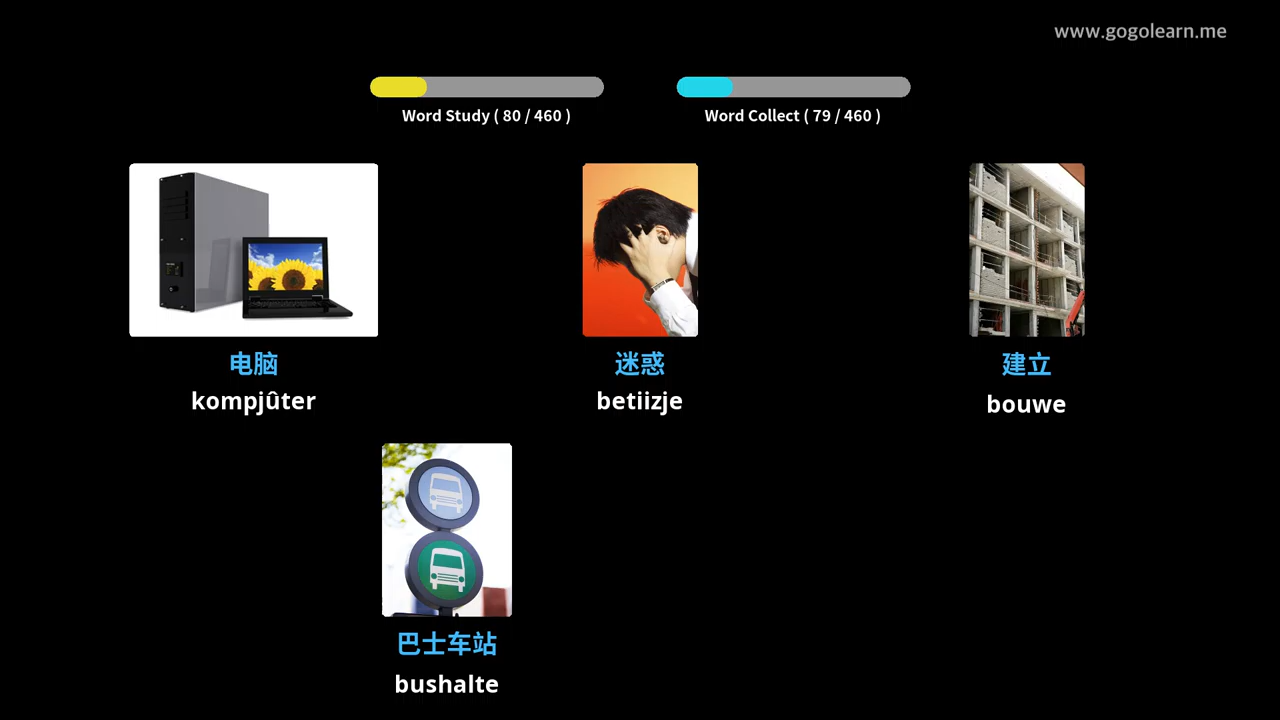 www.gogolearn.me
Word Study ( 80 / 460 )
Word Collect ( 79 / 460 )
电脑
迷惑
建立
kompjûter
betiizje
bouwe
巴士车站
bushalte